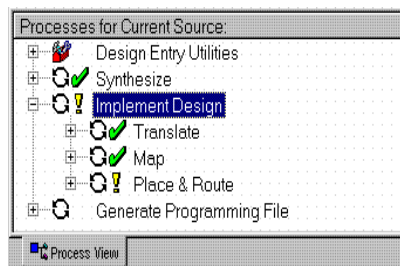 Processes for Current Source:
Design Entry Utilities
Synthesize
Implement Design
Translate
Map
Place & Route
Generate Programming File
Process View